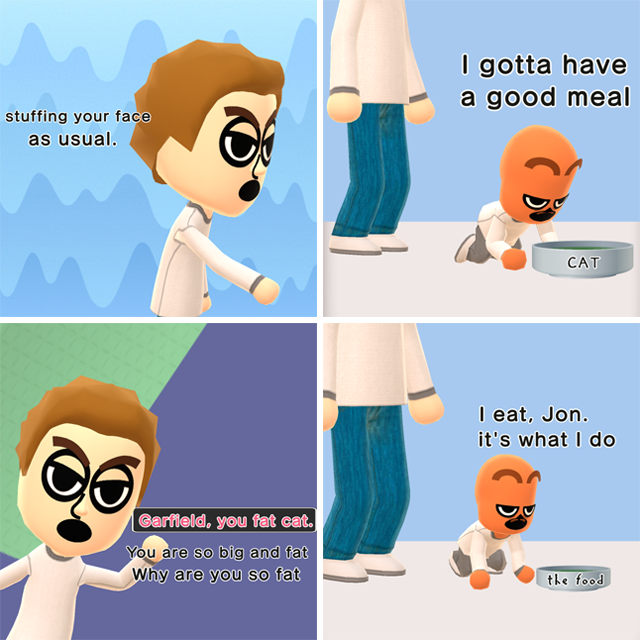 stuffing your face
as usual.
I gotta have
a good meal
CAT
Garfield, you fat cat.
You are so big and fat
Why are you so fat
I eat, Jon.
it's what I do
the food